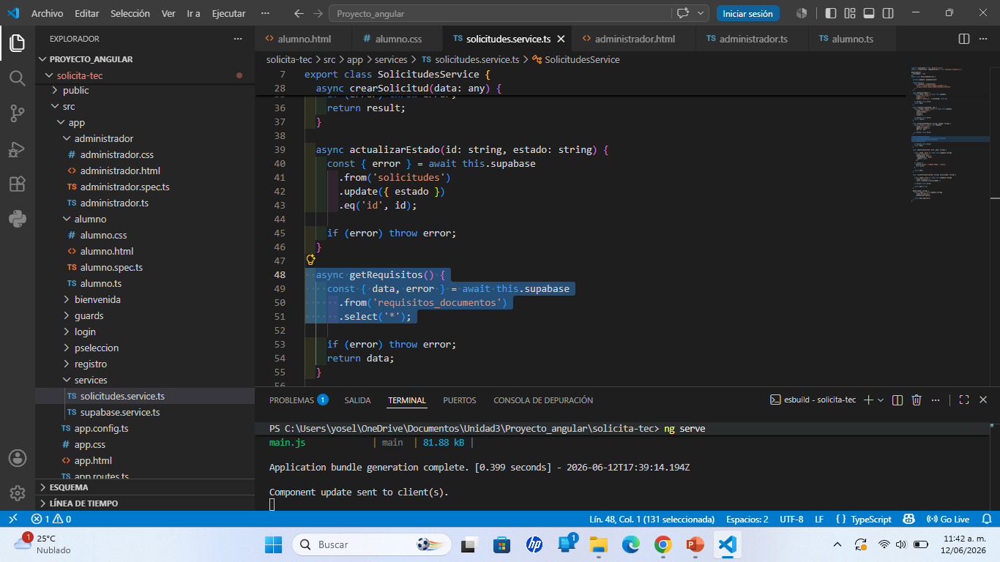 Archivo Editar Selección Ver Ir a Ejecutar ··· Proyecto_angular Iniciar sesión
EXPLORADOR ···
PROYECTO_ANGULAR
solicita-tec
public
src
app
administrador
administrador.css
administrador.html
administrador.spec.ts
administrador.ts
alumno
alumno.css
alumno.html
alumno.spec.ts
alumno.ts
bienvenida
guards
login
pseleccion
registro
services
solicitudes.service.ts
supabase.service.ts
app.config.ts
app.css
app.html
app.routes.ts
ESQUEMA
LÍNEA DE TIEMPO
alumno.html alumno.css solicitudes.service.ts administrador.html administrador.ts alumno.ts
solicita-tec > src > app > services > TS solicitudes.service.ts > SolicitudesService
7 export class SolicitudesService {
28 async crearSolicitud(data: any) {
if (error) throw error;
36 return result;
37 }
38
39 async actualizarEstado(id: string, estado: string) {
40 const { error } = await this.supabase
41 .from('solicitudes')
42 .update({ estado })
43 .eq('id', id);
44
45 if (error) throw error;
46 }
47
48 async getRequisitos() {
49 const { data, error } = await this.supabase
50 .from('requisitos_documentos')
51 .select('*');
52
53 if (error) throw error;
54 return data;
55 }
56
PROBLEMAS 1 SALIDA TERMINAL PUERTOS CONSOLA DE DEPURACIÓN esbuild - solicita-tec
PS C:\Users\yosel\OneDrive\Documentos\Unidad3\Proyecto_angular\solicita-tec> ng serve
main.js | main | 81.88 kB |
Application bundle generation complete. [0.399 seconds] - 2026-06-12T17:39:14.194Z
Component update sent to client(s).
1 0 Lín. 48, Col. 1 (131 seleccionada) Espacios: 2 UTF-8 LF { } TypeScript Go Live
1 25°C
Nublado
Buscar
1
11:42 a. m.
12/06/2026